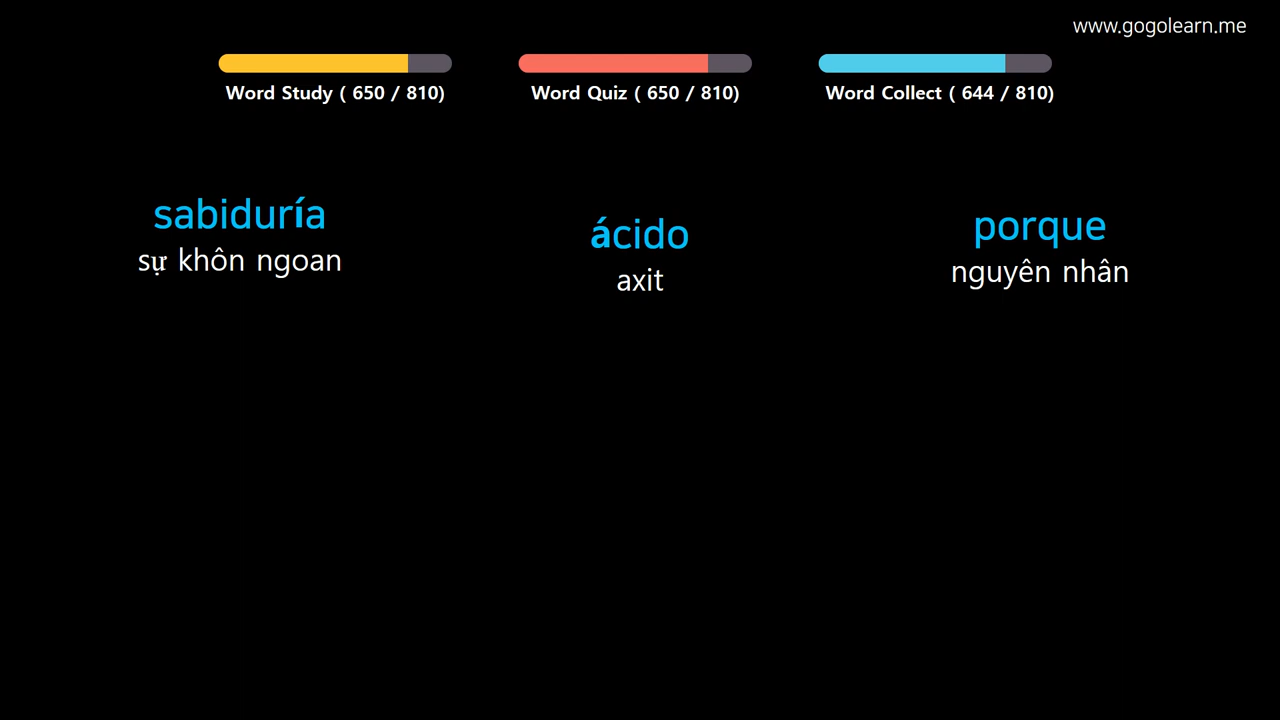 www.gogolearn.me
Word Study ( 650 / 810)
Word Quiz ( 650 / 810)
Word Collect ( 644 / 810)
sabiduría
sự khôn ngoan
ácido
axit
porque
nguyên nhân